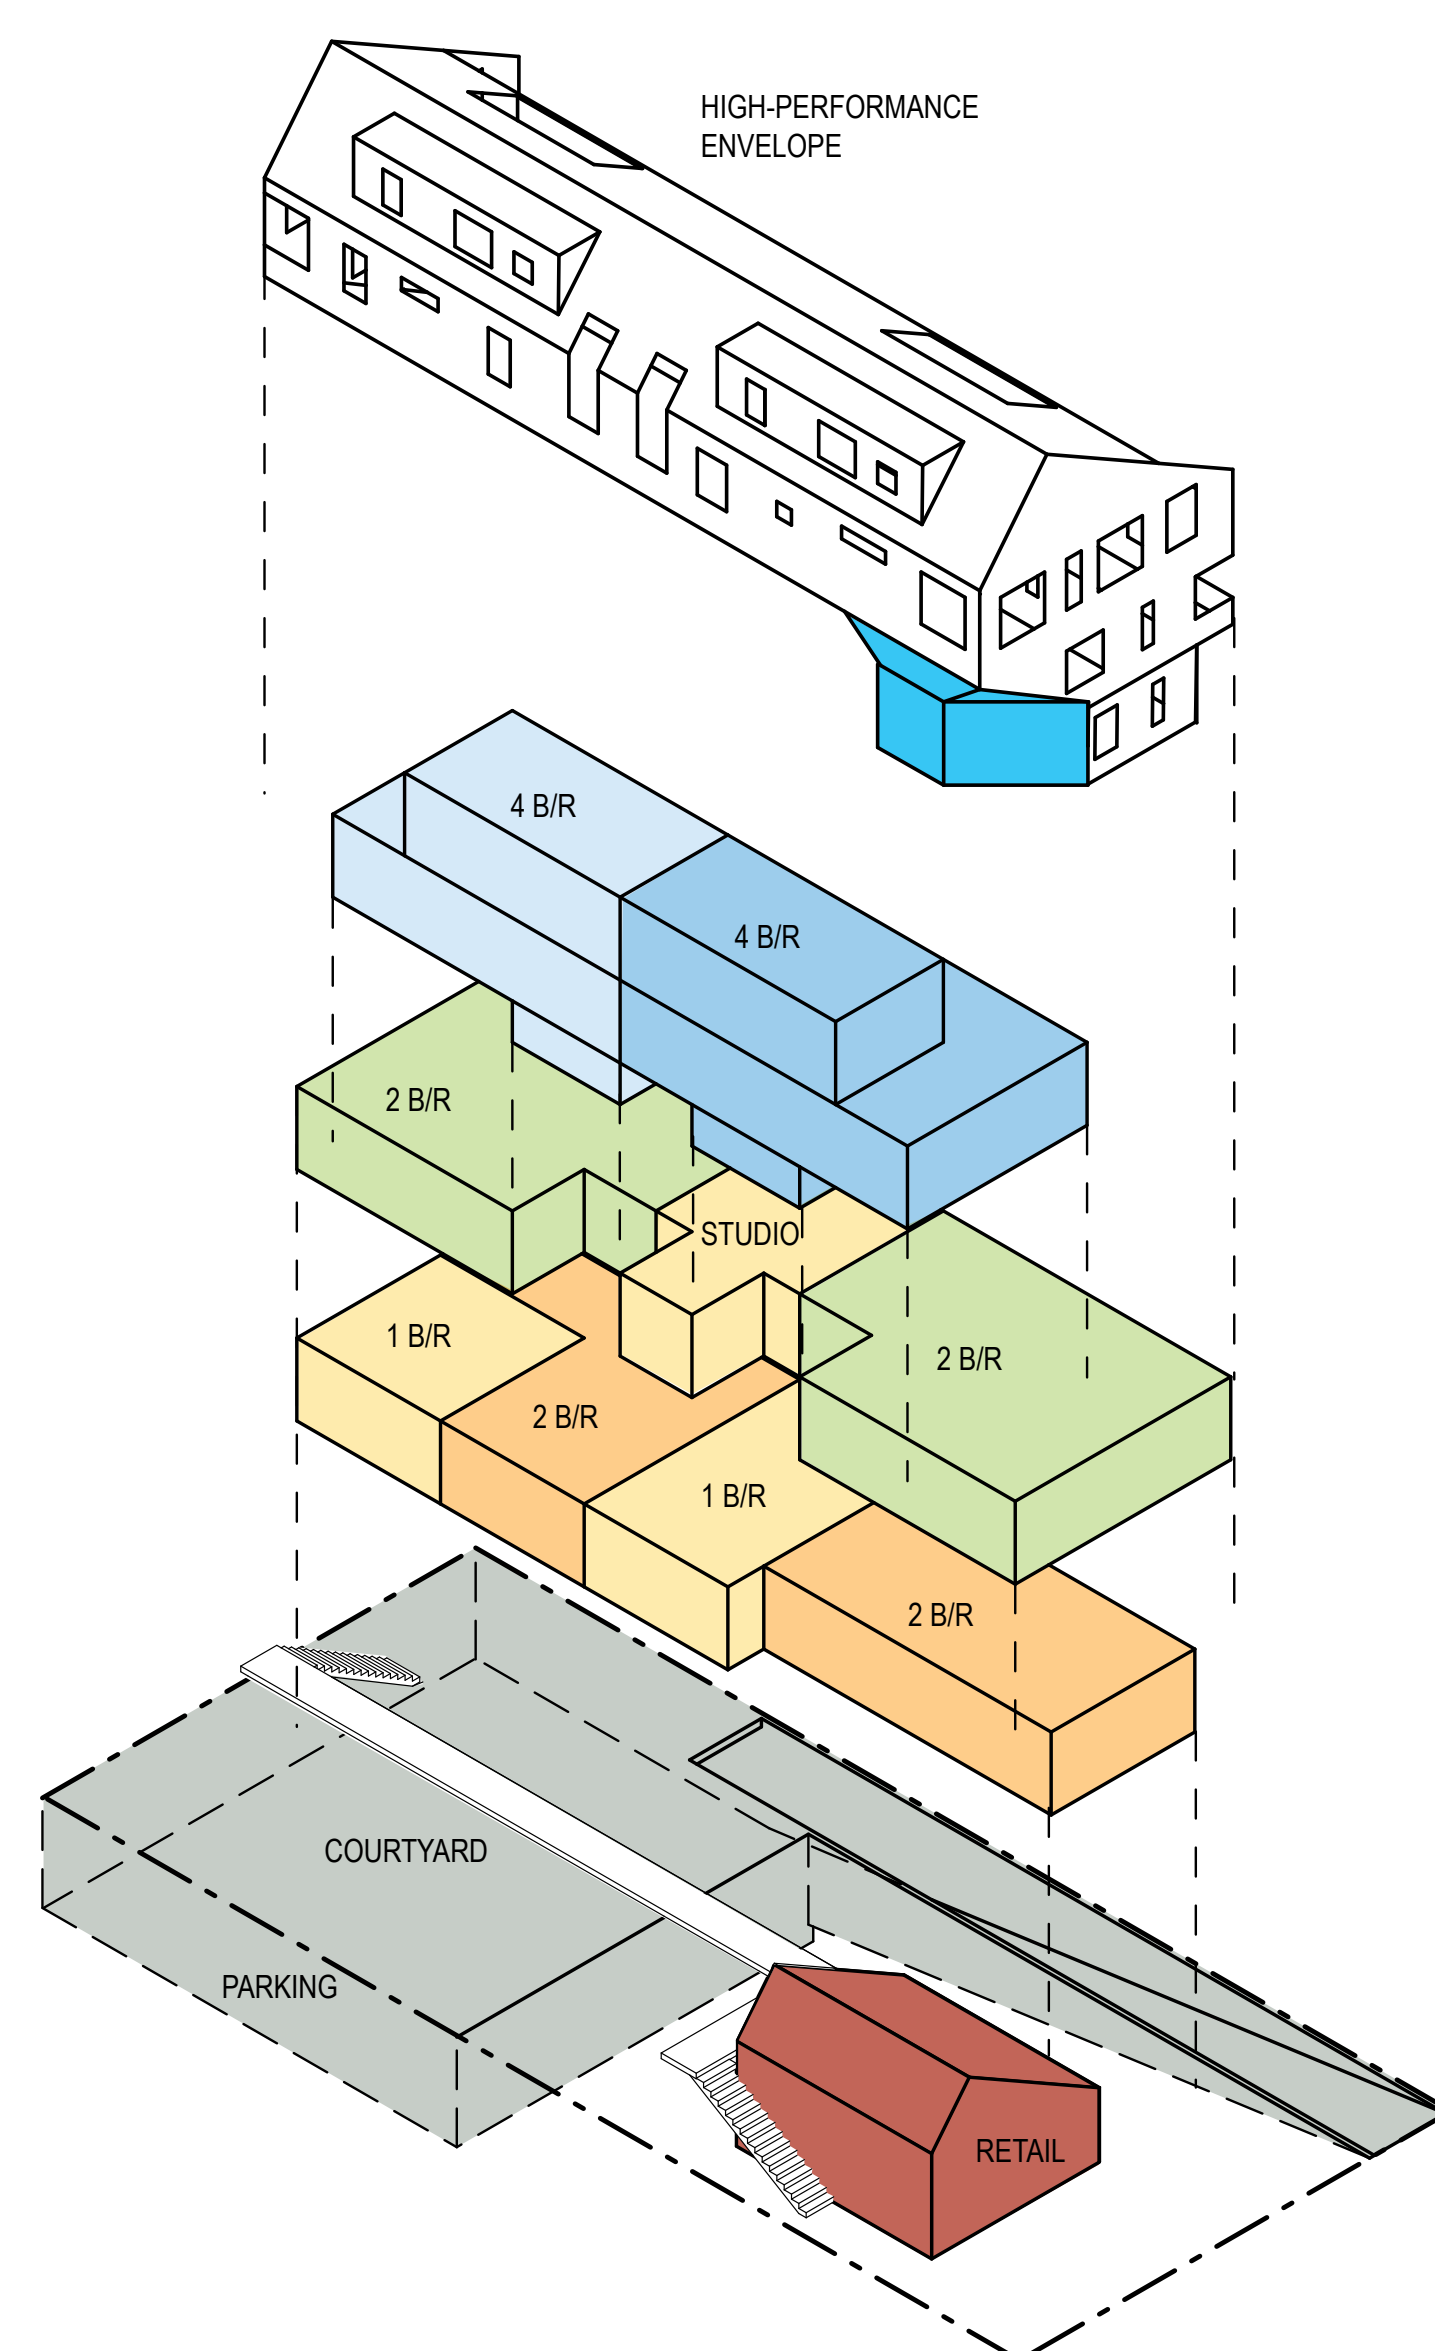 HIGH-PERFORMANCE
ENVELOPE
4 B/R
4 B/R
2 B/R
STUDIO
1 B/R
2 B/R
2 B/R
1 B/R
2 B/R
COURTYARD
PARKING
RETAIL